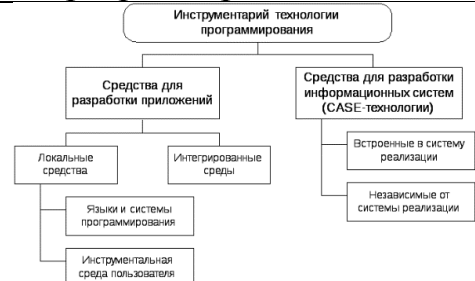 Инструментарий технологии
программирования
Средства для
разработки приложений
Средства для разработки
информационных систем
(CASE-технологии)
Локальные
средства
Интегрированные
среды
Встроенные в систему
реализации
Независимые от
системы реализации
Языки и системы
программирования
Инструментальная
среда пользователя